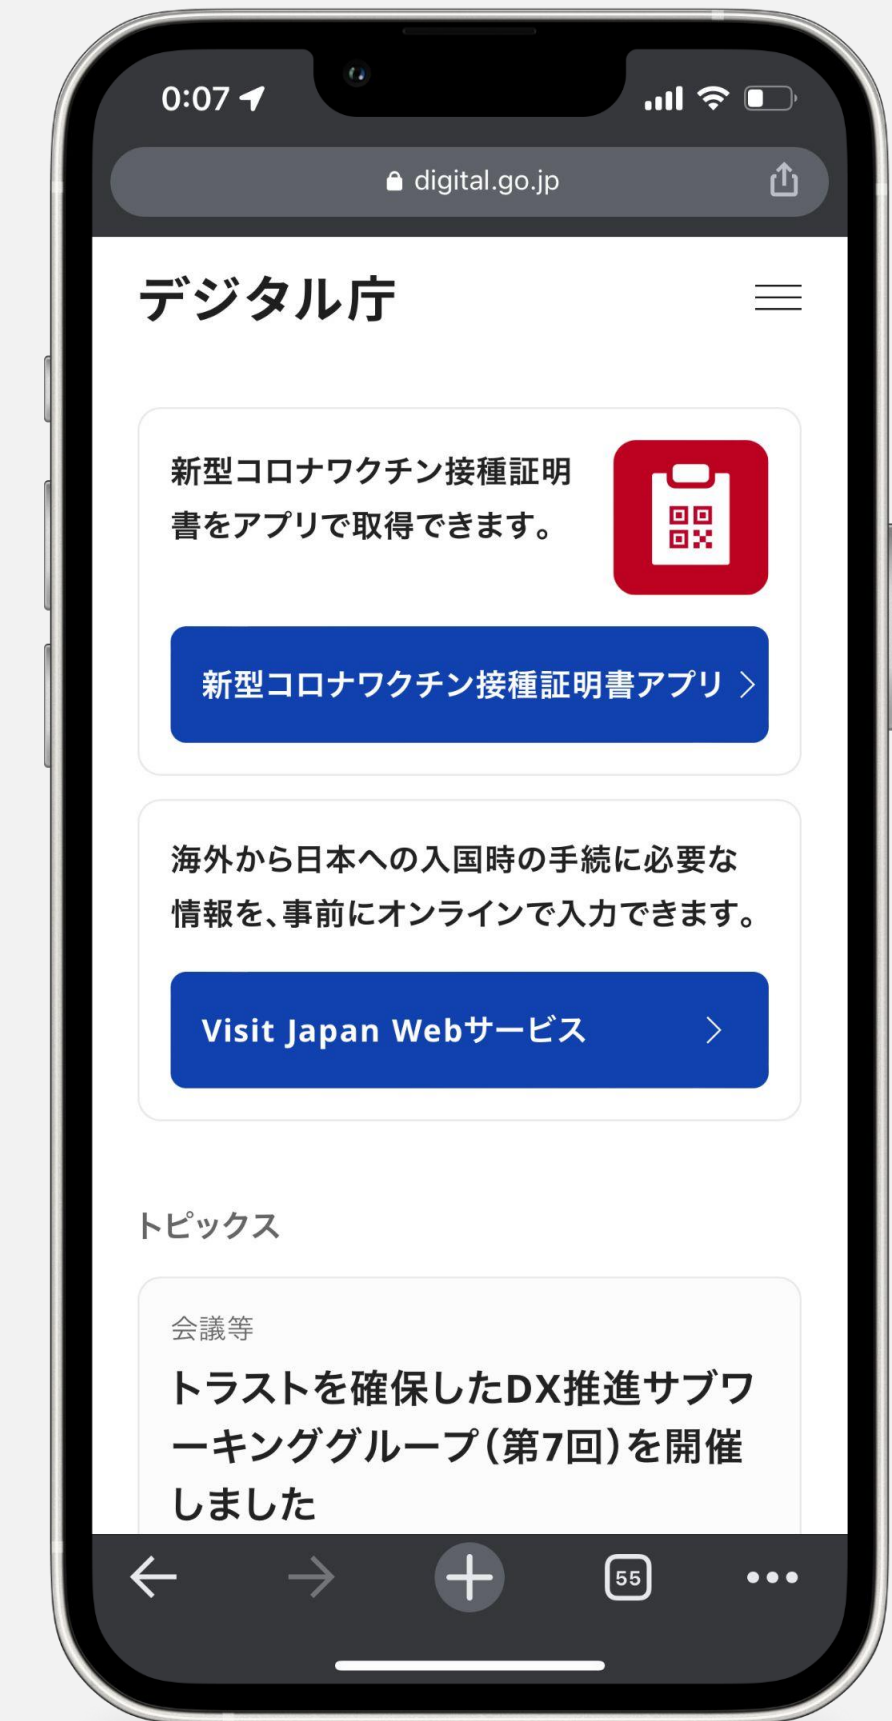 0:07
digital.go.jp
デジタル庁
新型コロナワクチン接種証明
書をアプリで取得できます。
新型コロナワクチン接種証明書アプリ
海外から日本への入国時の手続に必要な
情報を、事前にオンラインで入力できます。
Visit Japan Webサービス
トピックス
会議等
トラストを確保したDX推進サブワ
ーキンググループ（第7回）を開催
しました
55